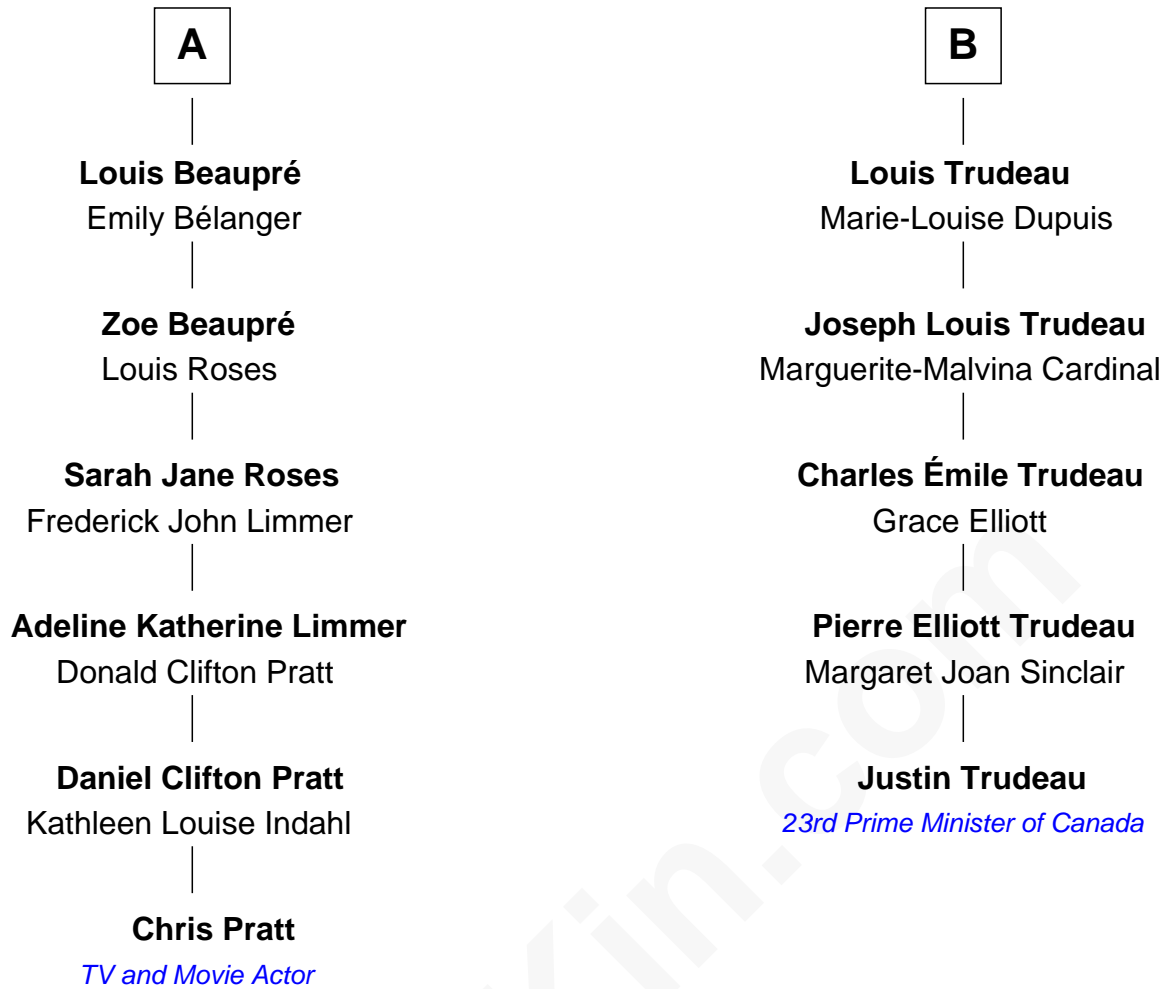 A
Louis Beaupré
Emily Bélanger
Zoe Beaupré
Louis Roses
Sarah Jane Roses
Frederick John Limmer
Adeline Katherine Limmer
Donald Clifton Pratt
Daniel Clifton Pratt
Kathleen Louise Indahl
Chris Pratt
TV and Movie Actor
B
Louis Trudeau
Marie-Louise Dupuis
Joseph Louis Trudeau
Marguerite-Malvina Cardinal
Charles Émile Trudeau
Grace Elliott
Pierre Elliott Trudeau
Margaret Joan Sinclair
Justin Trudeau
23rd Prime Minister of Canada
Kin.com